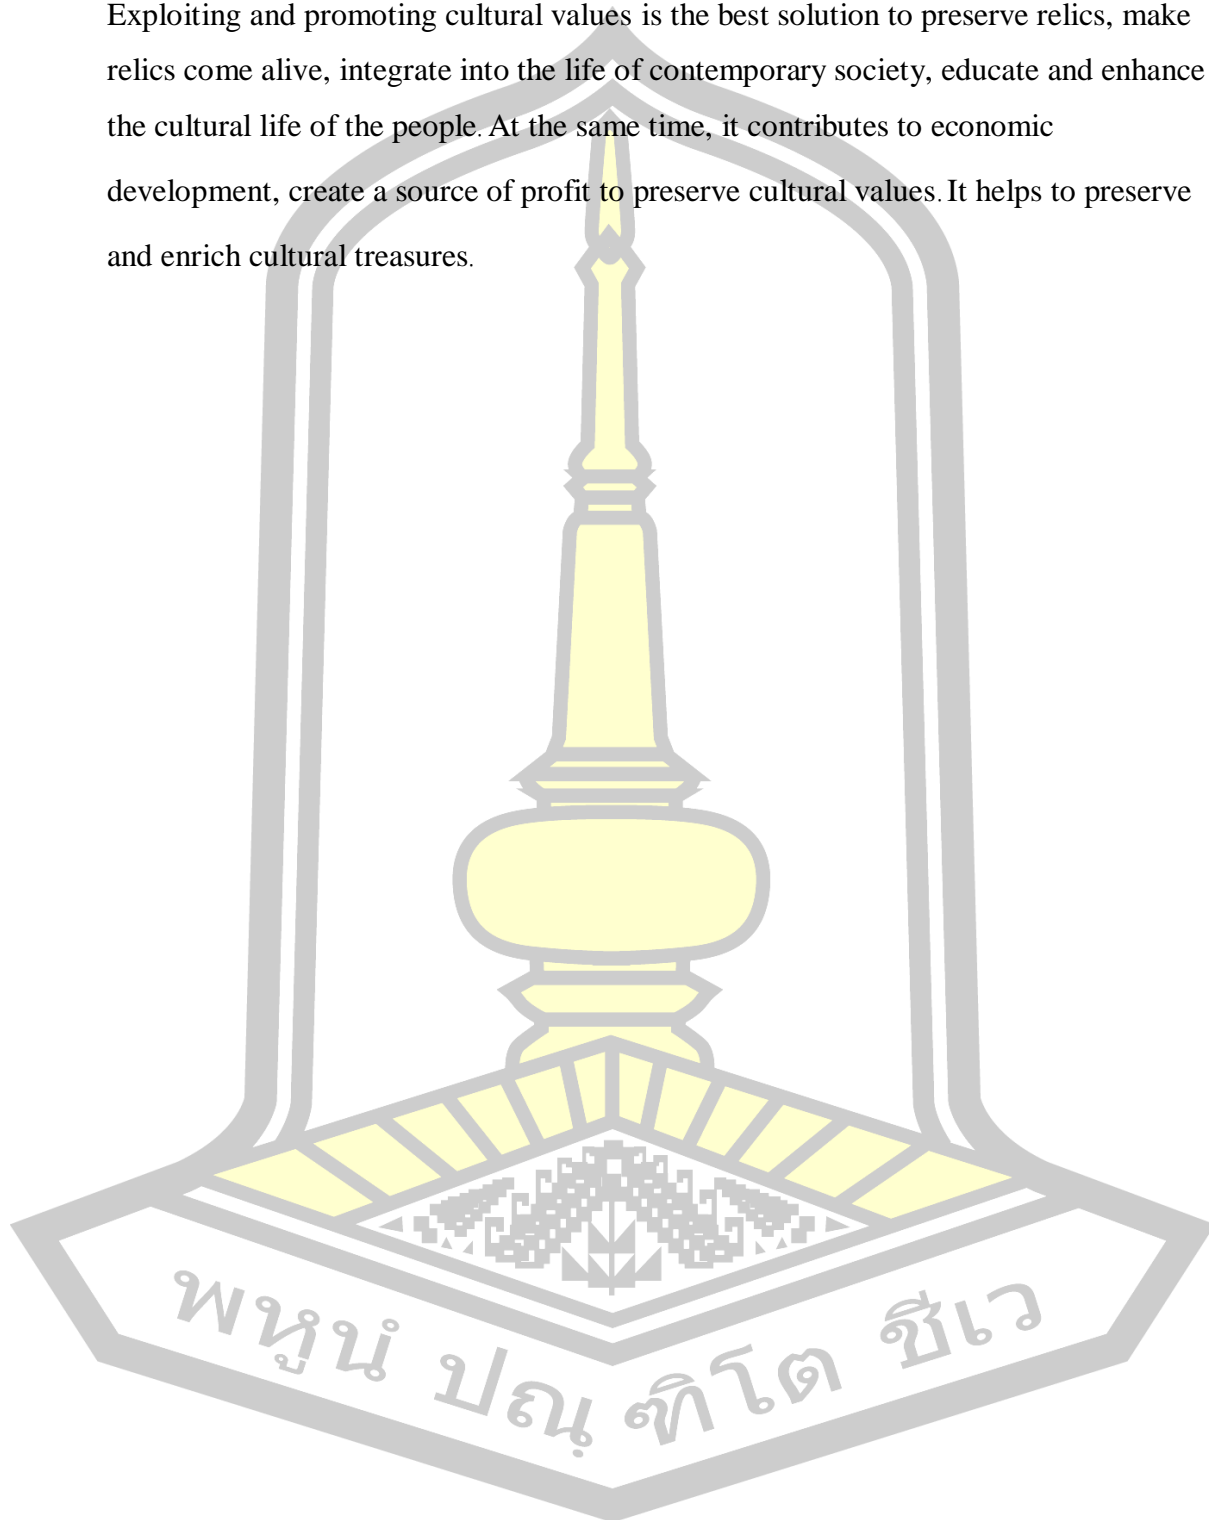 Exploiting and promoting cultural values is the best solution to preserve relics, make
relics come alive, integrate into the life of contemporary society, educate and enhance
the cultural life of the people. At the same time, it contributes to economic
development, create a source of profit to preserve cultural values. It helps to preserve
and enrich cultural treasures.
พหูนํ ปณฺ ฑิโต ชีเว